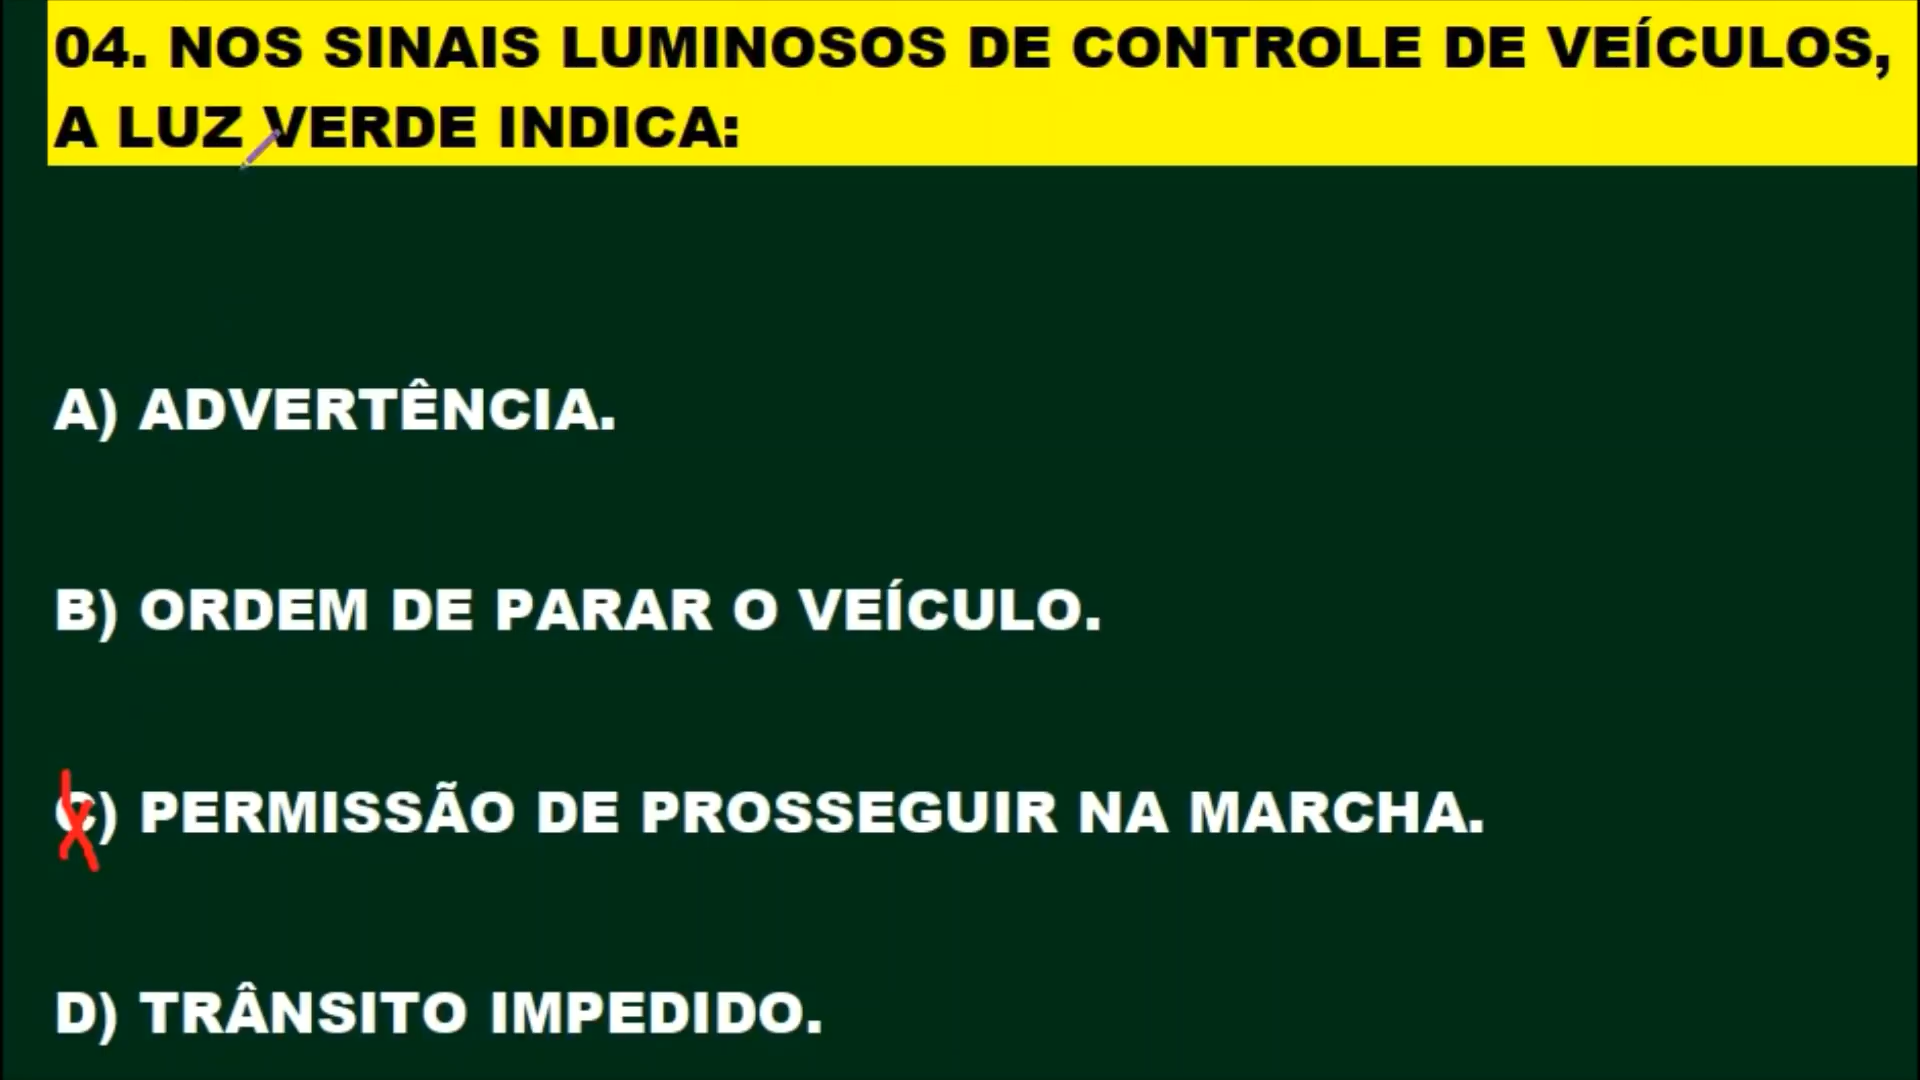 04. NOS SINAIS LUMINOSOS DE CONTROLE DE VEÍCULOS,
A LUZ VERDE INDICA:
A) ADVERTÊNCIA.
B) ORDEM DE PARAR O VEÍCULO.
C) PERMISSÃO DE PROSSEGUIR NA MARCHA.
D) TRÂNSITO IMPEDIDO.